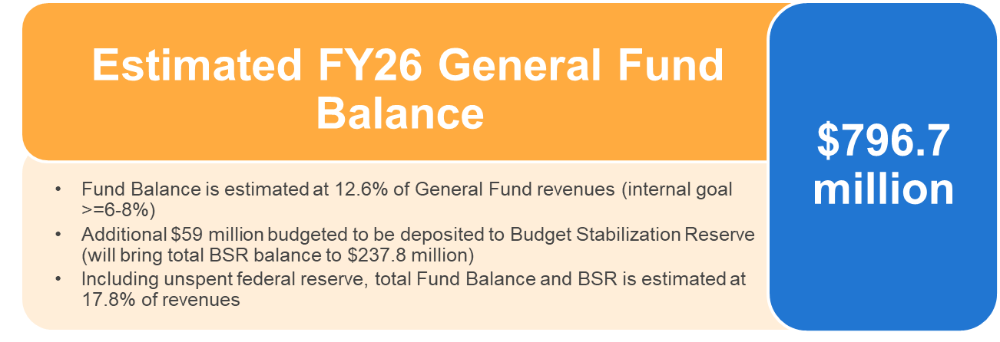 Estimated FY26 General Fund
Balance
$796.7
million
• Fund Balance is estimated at 12.6% of General Fund revenues (internal goal
>=6-8%)
• Additional $59 million budgeted to be deposited to Budget Stabilization Reserve
(will bring total BSR balance to $237.8 million)
• Including unspent federal reserve, total Fund Balance and BSR is estimated at
17.8% of revenues